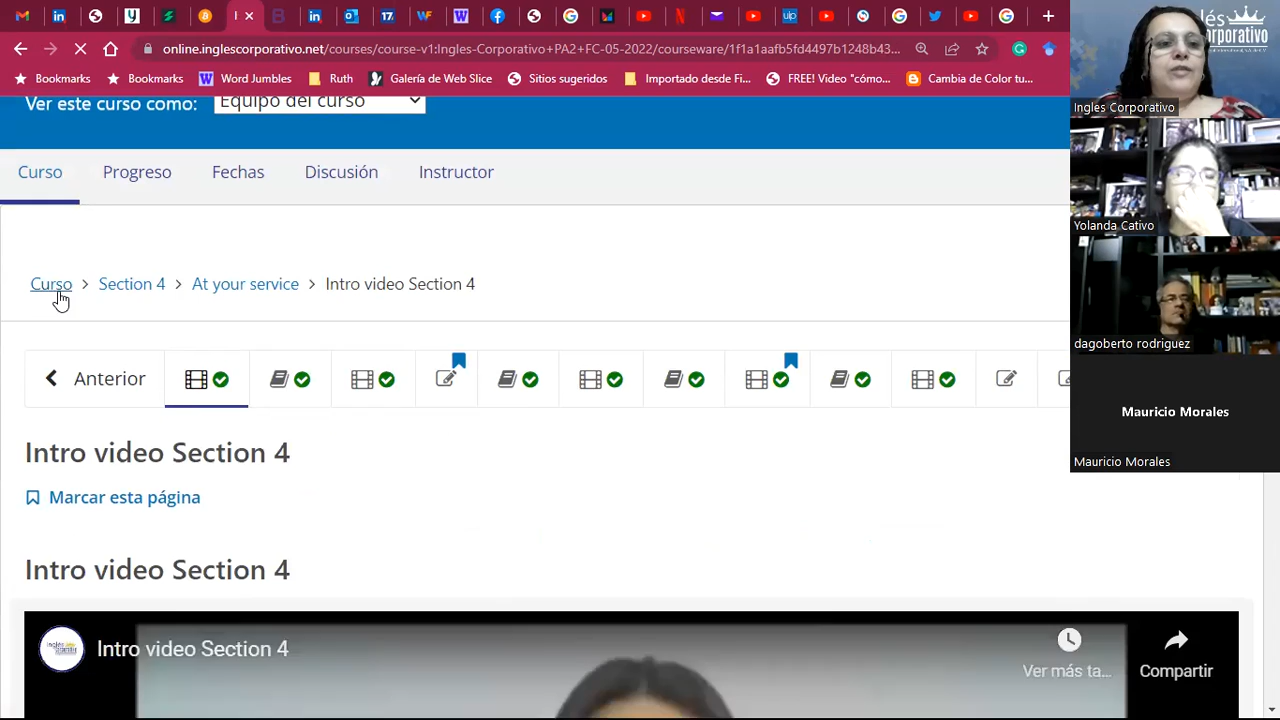 online.inglescorporativo.net/courses/course-v1:Ingles-Corporativo+PA2+FC-05-2022/courseware/1f1a1aafb5fd4497b1248b43...
Bookmarks
Bookmarks
Word Jumbles
Ruth
Galería de Web Slice
Sitios sugeridos
Importado desde Fi...
FREE! Video "cómo...
Cambia de Color tu...
Ver este curso como:
Equipo del curso
Curso
Progreso
Fechas
Discusión
Instructor
Curso > Section 4 > At your service > Intro video Section 4
Anterior
Intro video Section 4
Marcar esta página
Intro video Section 4
Intro video Section 4
Ver más ta...
Compartir
Ingles Corporativo
Yolanda Cativo
dagoberto rodriguez
Mauricio Morales
Mauricio Morales